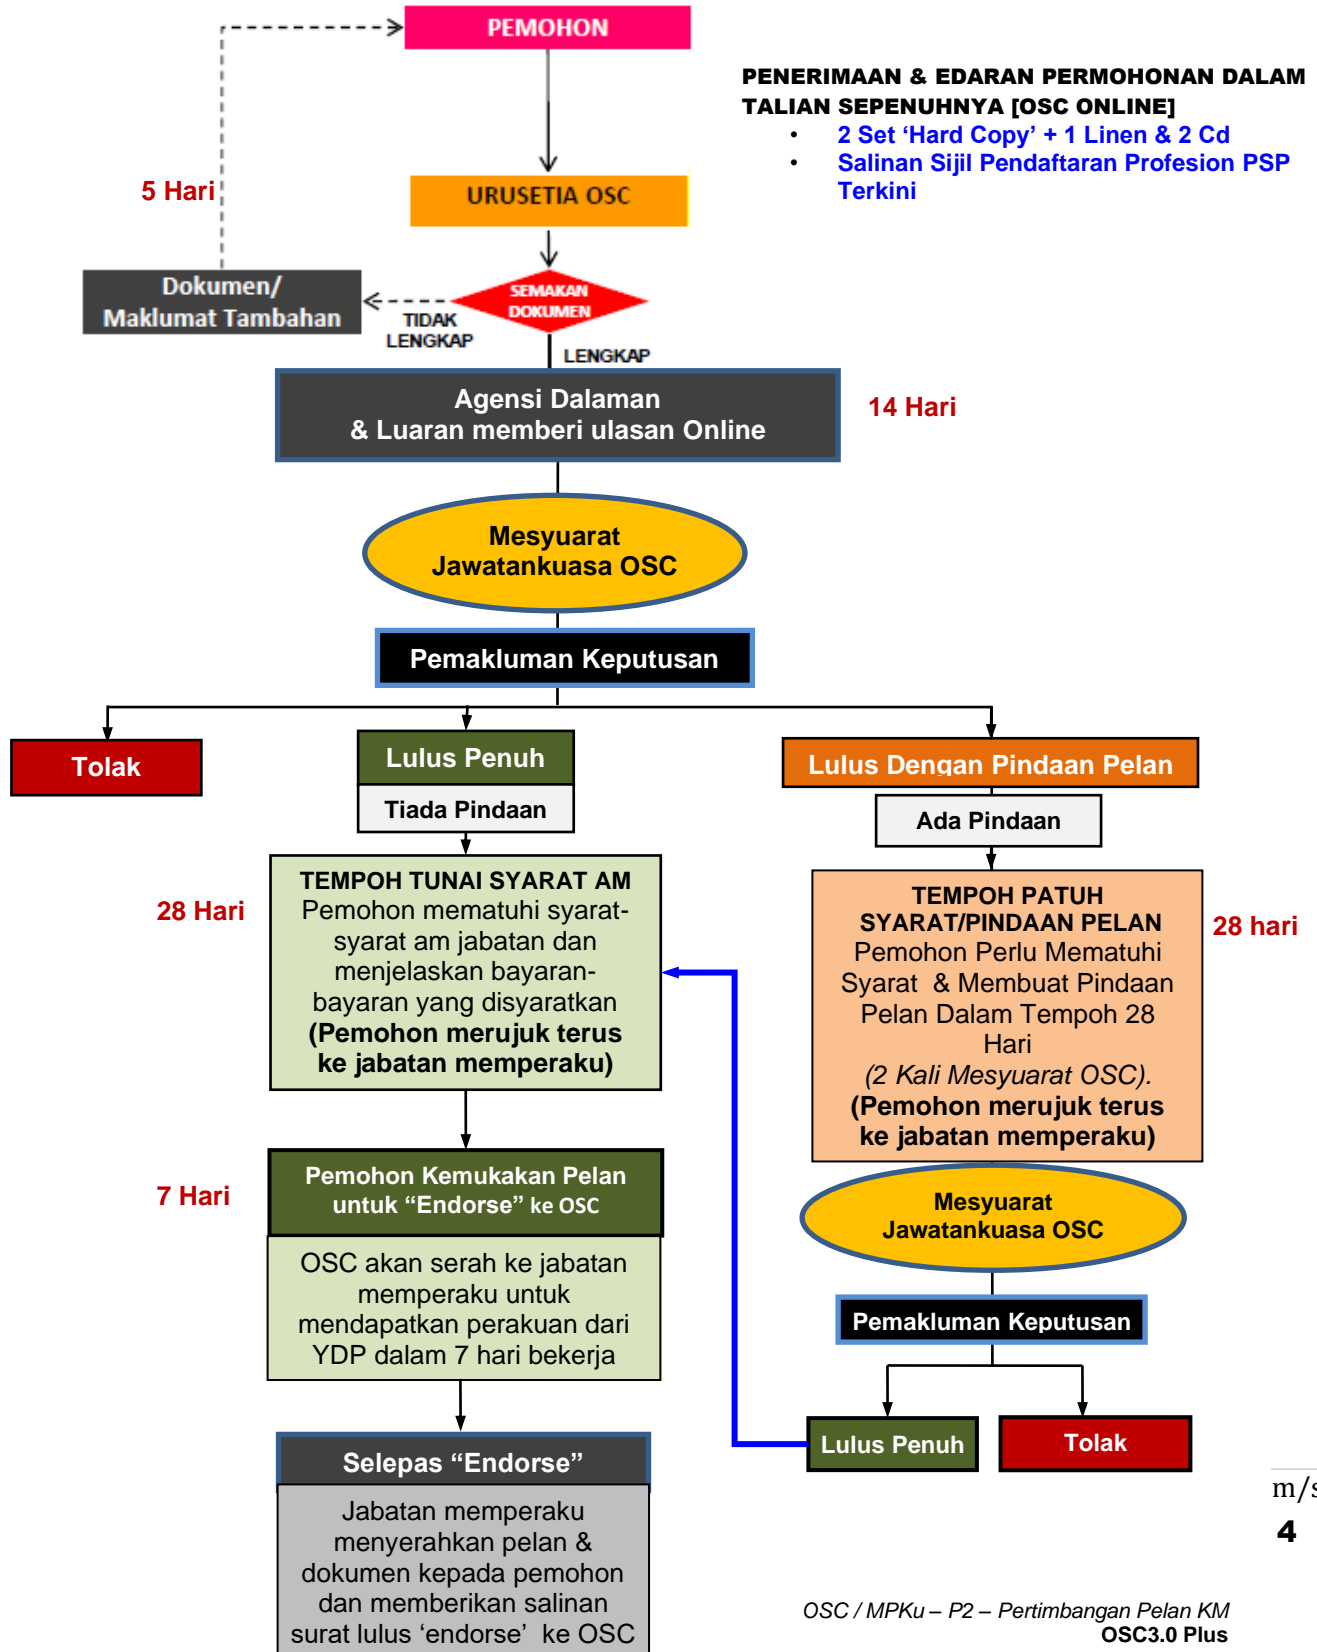 PEMOHON
PENERIMAAN & EDARAN PERMOHONAN DALAM
TALIAN SEPENUHNYA [OSC ONLINE]
• 2 Set ‘Hard Copy’ + 1 Linen & 2 Cd
• Salinan Sijil Pendaftaran Profesion PSP
Terkini
5 Hari
URUSETIA OSC
SEMAKAN
DOKUMEN
Dokumen/
Maklumat Tambahan
TIDAK
LENGKAP
LENGKAP
Agensi Dalaman
& Luaran memberi ulasan Online
14 Hari
Mesyuarat
Jawatankuasa OSC
Pemakluman Keputusan
Tolak
Lulus Penuh
Tiada Pindaan
Lulus Dengan Pindaan Pelan
Ada Pindaan
28 Hari
TEMPOH TUNAI SYARAT AM
Pemohon mematuhi syarat-
syarat am jabatan dan
menjelaskan bayaran-
bayaran yang disyaratkan
(Pemohon merujuk terus
ke jabatan memperaku)
TEMPOH PATUH
SYARAT/PINDAAN PELAN
Pemohon Perlu Mematuhi
Syarat & Membuat Pindaan
Pelan Dalam Tempoh 28
Hari
(2 Kali Mesyuarat OSC).
(Pemohon merujuk terus
ke jabatan memperaku)
28 hari
7 Hari
Pemohon Kemukakan Pelan
untuk “Endorse” ke OSC
OSC akan serah ke jabatan
memperaku untuk
mendapatkan perakuan dari
YDP dalam 7 hari bekerja
Mesyuarat
Jawatankuasa OSC
Pemakluman Keputusan
Lulus Penuh
Tolak
Selepas “Endorse”
Jabatan memperaku
menyerahkan pelan &
dokumen kepada pemohon
dan memberikan salinan
surat lulus ‘endorse’ ke OSC
m/s
4
OSC / MPKu – P2 – Pertimbangan Pelan KM
OSC3.0 Plus